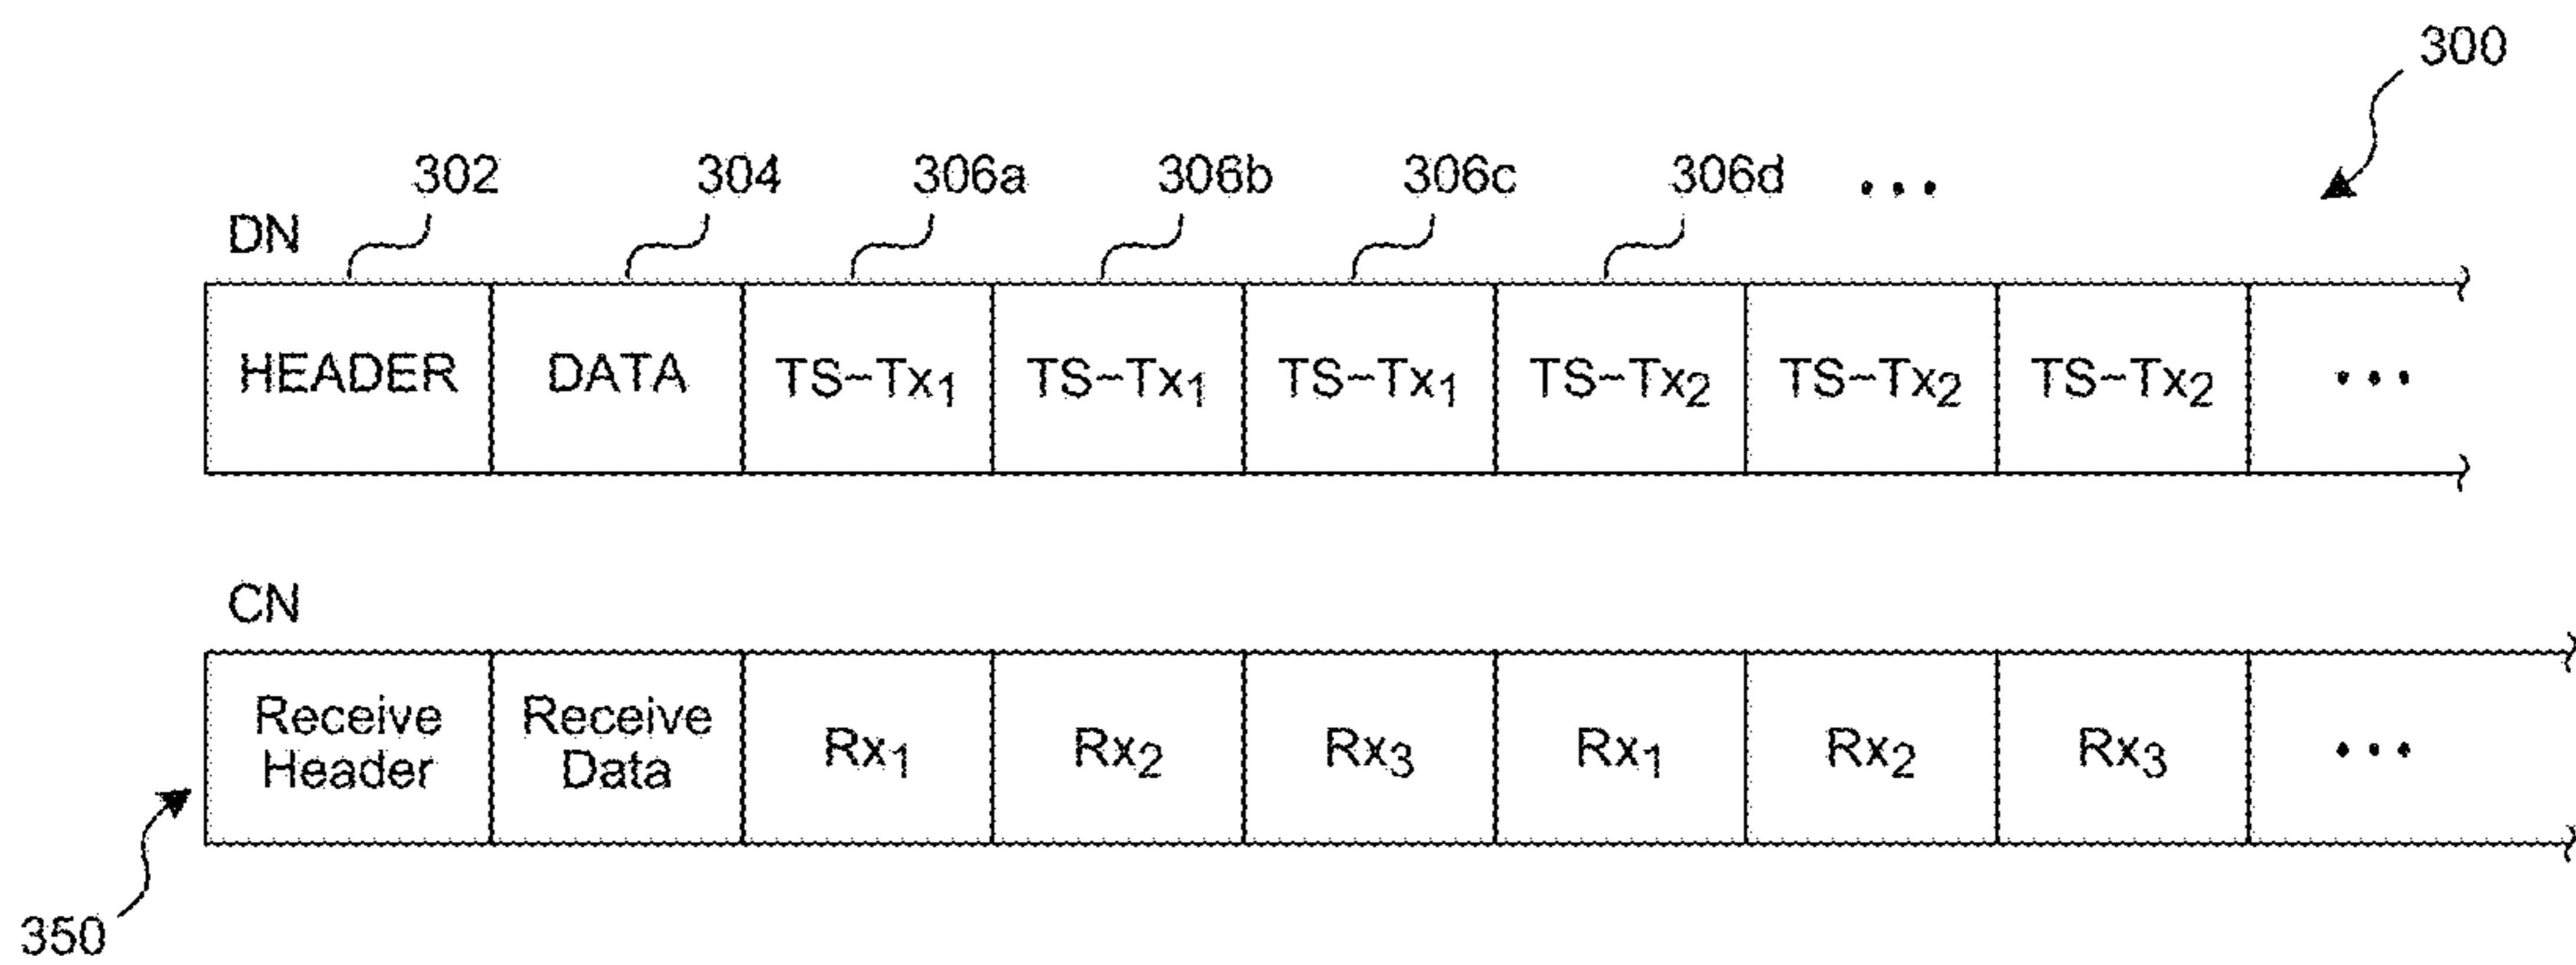 300
302 304 306a 306b 306c 306d • • •
DN
HEADER DATA TS–Tx1 TS–Tx1 TS–Tx1 TS–Tx2 TS–Tx2 TS–Tx2 • • •
CN
Receive Receive Rx1 Rx2 Rx3 Rx1 Rx2 Rx3 • • •
Header Data
350